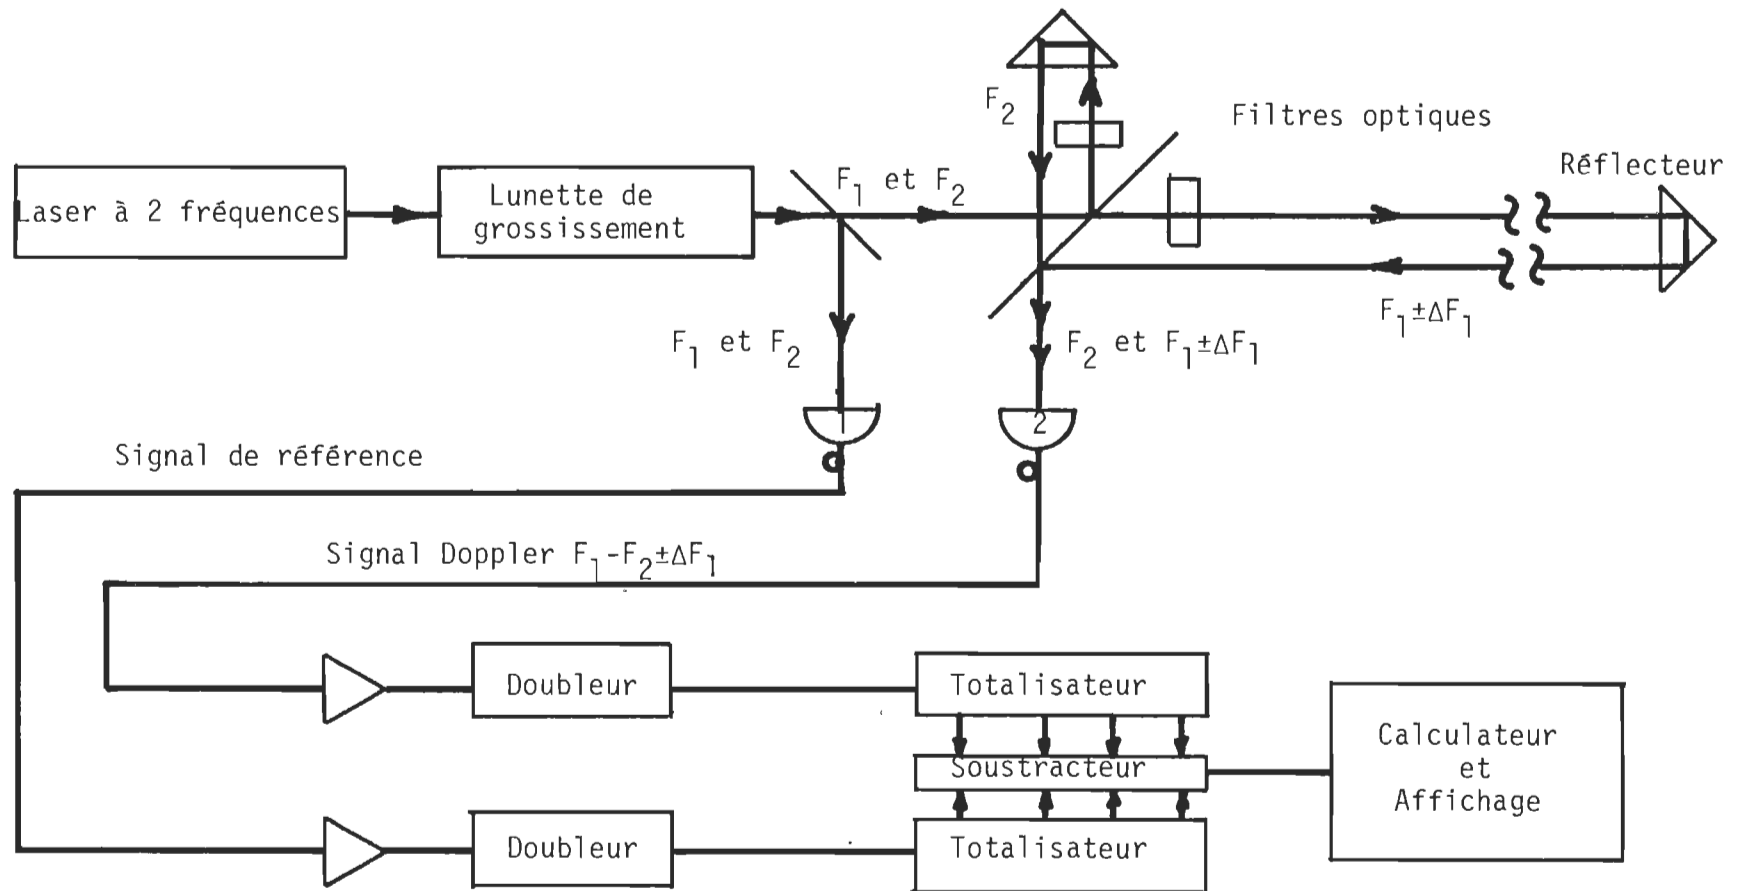 F₂
Filtres optiques
Réflecteur
Laser à 2 fréquences
Lunette de
grossissement
F₁ et F₂
F₁±ΔF₁
F₁ et F₂
F₂ et F₁±ΔF₁
1
2
Signal de référence
Signal Doppler F₁-F₂±ΔF₁
Doubleur
Totalisateur
Soustracteur
Calculateur
et
Affichage
Doubleur
Totalisateur